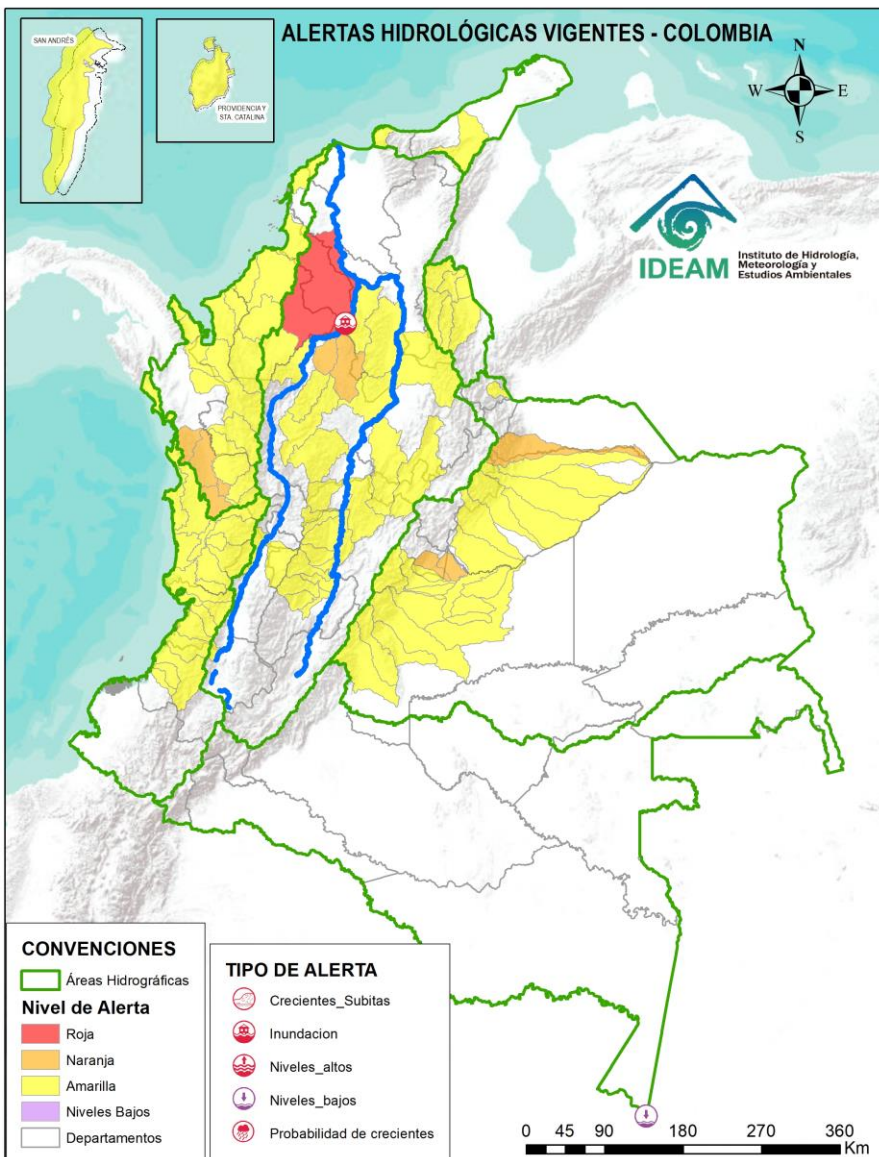 ALERTAS HIDROLÓGICAS VIGENTES - COLOMBIA
SAN ANDRÉS
PROVIDENCIA Y
STA. CATALINA
N
W
E
S
IDEAM
Instituto de Hidrología,
Meteorología y
Estudios Ambientales
CONVENCIONES
Áreas Hidrográficas
Nivel de Alerta
Roja
Naranja
Amarilla
Niveles Bajos
Departamentos
TIPO DE ALERTA
Crecientes_Subitas
Inundacion
Niveles_altos
Niveles_bajos
Probabilidad de crecientes
0 45 90 180 270 360
Km